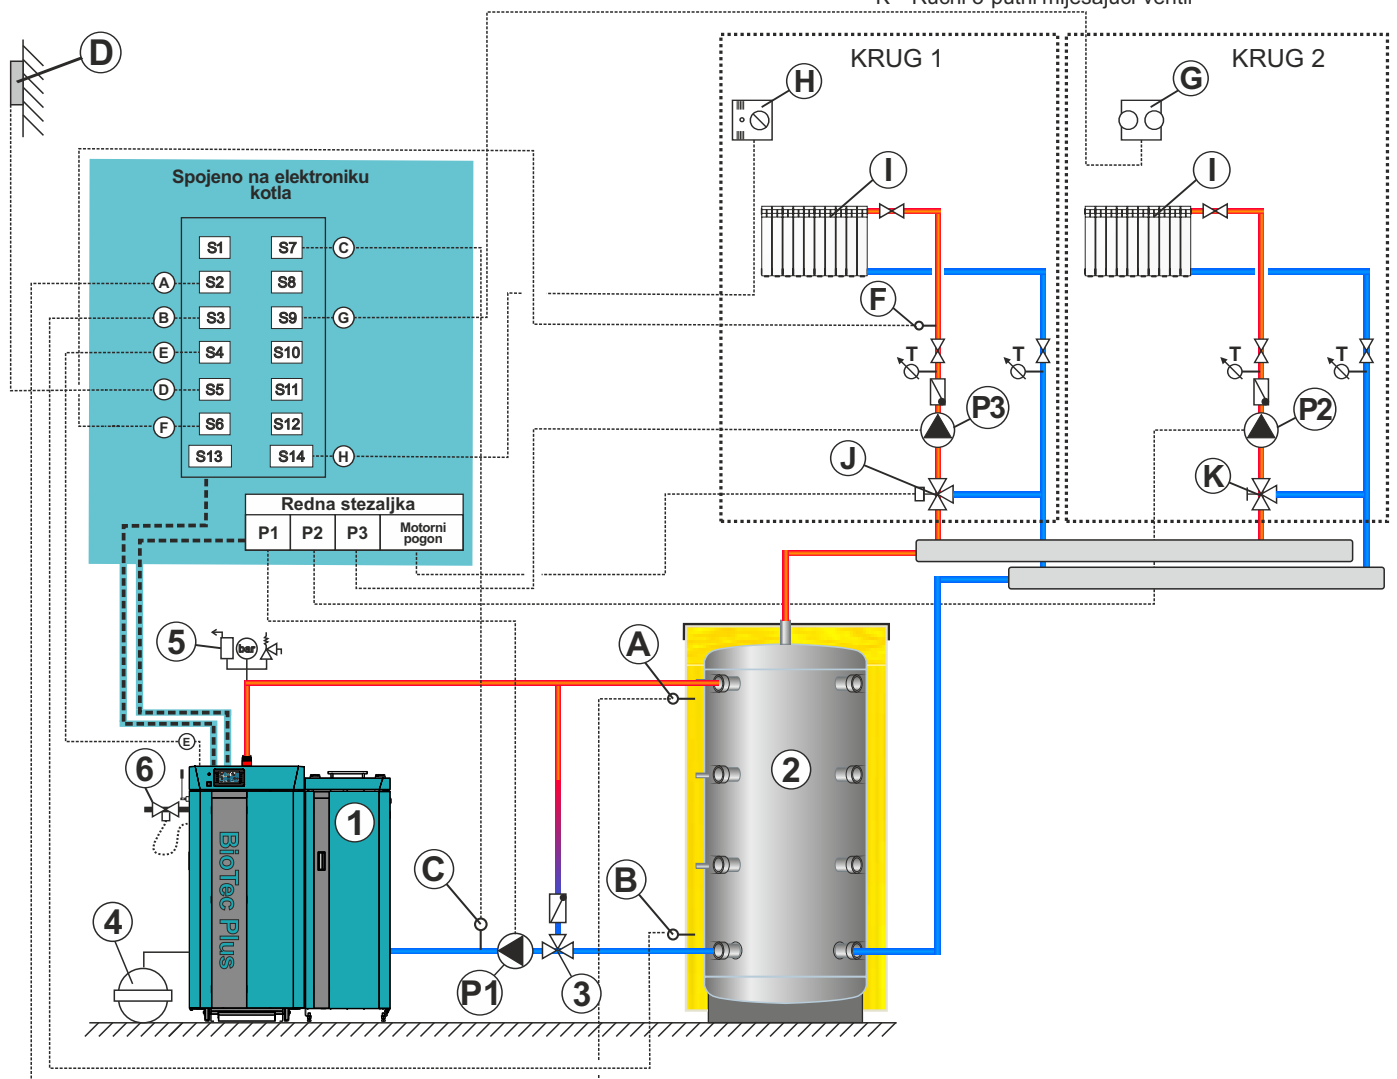 K - Ručni 3-putni miješajući ventil
D
KRUG 1
KRUG 2
H
G
Spojeno na elektroniku
kotla
I
I
S1
S7
C
A
S2
S8
B
S3
S9
G
F
E
S4
S10
T
T
T
T
D
S5
S11
F
S6
S12
P3
P2
S13
S14
H
J
K
Redna stezaljka
P1
P2
P3
Motorni
pogon
5
bar
A
E
6
2
1
BioTec Plus
C
B
4
P1
3